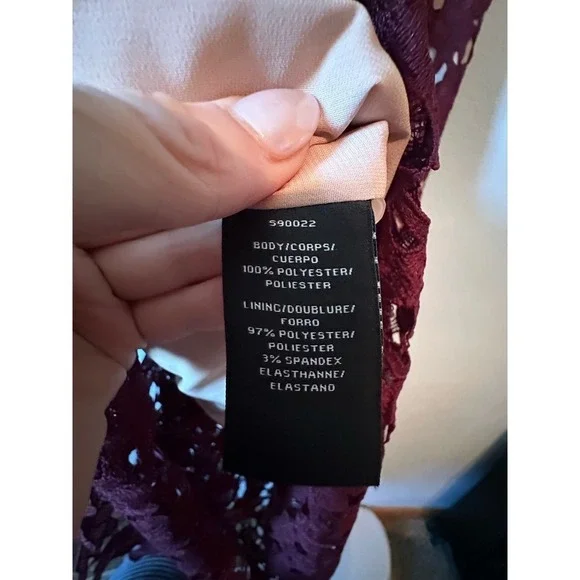 590022
BODY/CORPS/
CUERPO
100% POLYESTER/
POLIESTER
LINING/DOUBLURE/
FORRO
97% POLYESTER/
POLIESTER
3% SPANDEX
ELASTHANNE/
ELASTANO